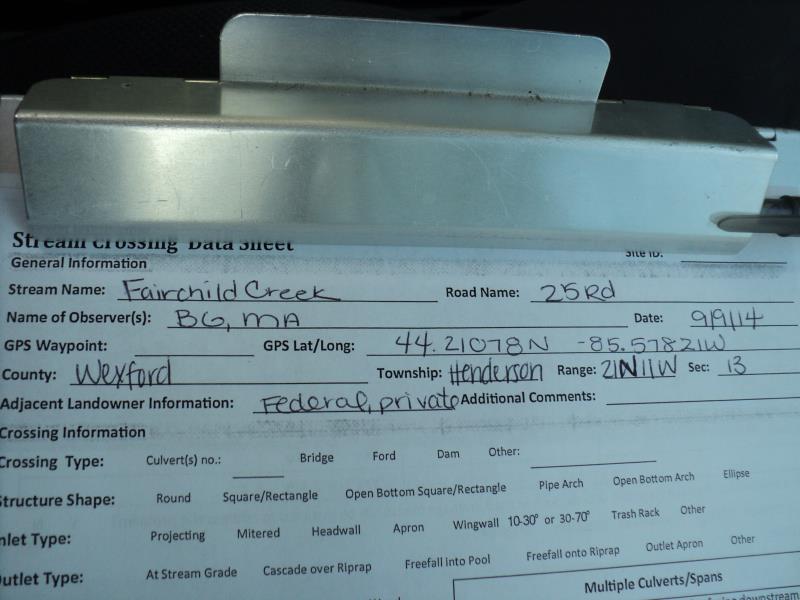 Stream Crossing Data Sheet
General Information Site ID:
Stream Name: Fairchild Creek Road Name: 25 Rd
Name of Observer(s): BG, MA Date: 9/9/14
GPS Waypoint: GPS Lat/Long: 44.21078N -85.57821W
County: Wexford Township: Henderson Range: 21N11W Sec: 13
Adjacent Landowner Information: Federal, private Additional Comments:
Crossing Information
Crossing Type: Culvert(s) no.: Bridge Ford Dam Other:
Structure Shape: Round Square/Rectangle Open Bottom Square/Rectangle Pipe Arch Open Bottom Arch Ellipse
nlet Type: Projecting Mitered Headwall Apron Wingwall 10-30° or 30-70° Trash Rack Other
utlet Type: At Stream Grade Cascade over Riprap Freefall Into Pool Freefall onto Riprap Outlet Apron Other
Multiple Culverts/Spans
downstream